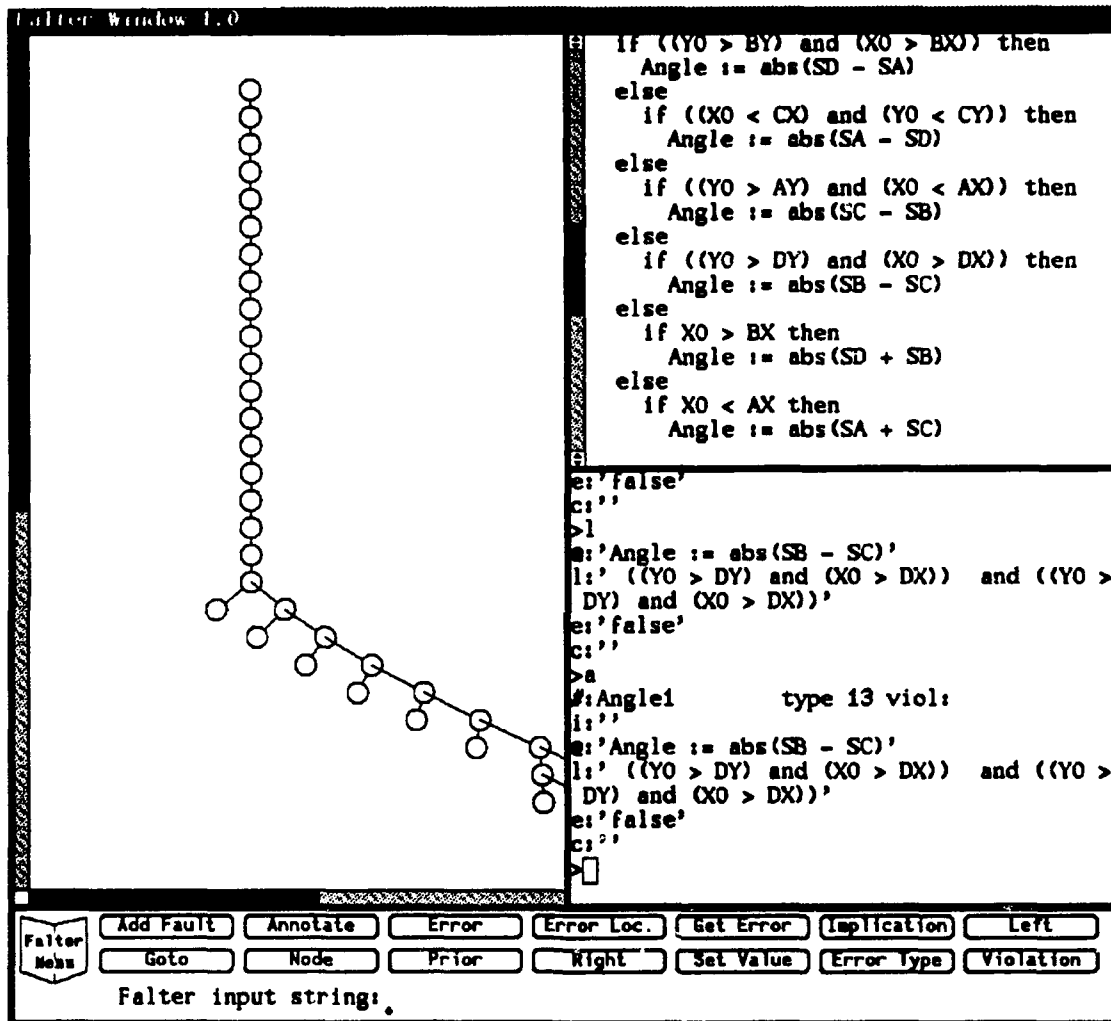 Falter Window 1.0
if ((Y0 > BY) and (X0 > BX)) then
Angle := abs(SD - SA)
else
if ((X0 < CX) and (Y0 < CY)) then
Angle := abs(SA - SD)
else
if ((Y0 > AY) and (X0 < AX)) then
Angle := abs(SC - SB)
else
if ((Y0 > DY) and (X0 > DX)) then
Angle := abs(SB - SC)
else
if X0 > BX then
Angle := abs(SD + SB)
else
if X0 < AX then
Angle := abs(SA + SC)
e:'false'
c:''
>l
@:'Angle := abs(SB - SC)'
l:' ((Y0 > DY) and (X0 > DX))  and ((Y0 >
DY) and (X0 > DX))'
e:'false'
c:''
>a
#:Angle1 type 13 viol:
i:''
@:'Angle := abs(SB - SC)'
l:' ((Y0 > DY) and (X0 > DX))  and ((Y0 >
DY) and (X0 > DX))'
e:'false'
c:''
>
Falter Menu
Add Fault Annotate Error Error Loc. Get Error Implication Left
Goto Node Prior Right Set Value Error Type Violation
Falter input string: